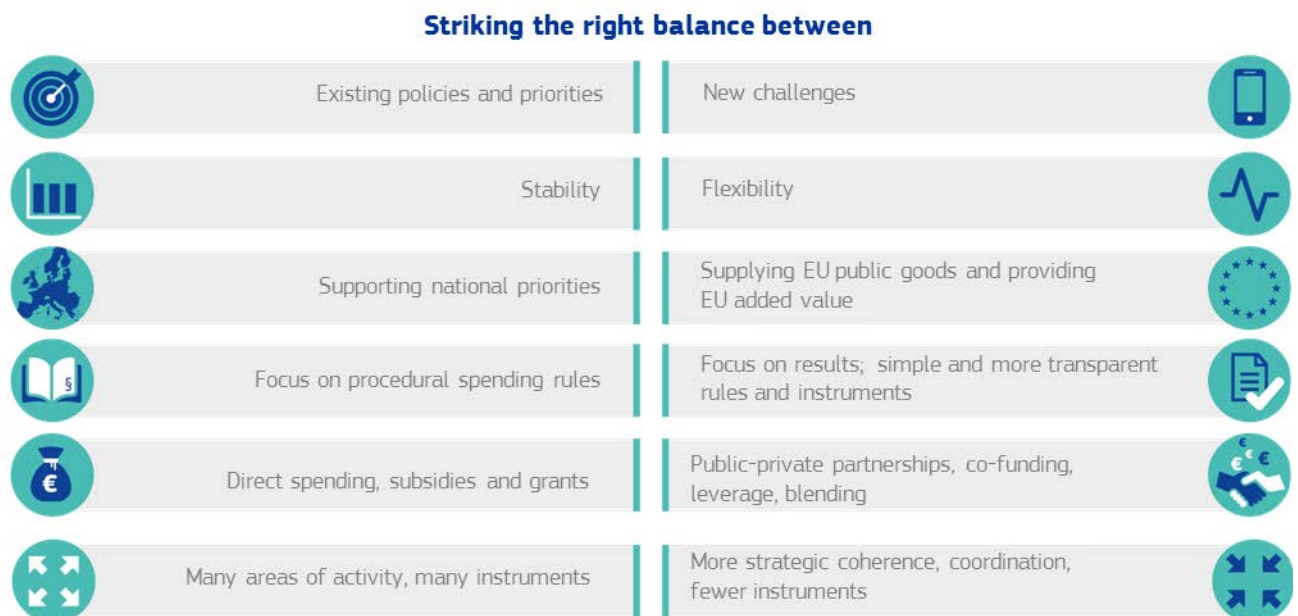 Striking the right balance between
Existing policies and priorities
New challenges
Stability
Flexibility
Supporting national priorities
Supplying EU public goods and providing
EU added value
§
Focus on procedural spending rules
Focus on results; simple and more transparent
rules and instruments
€
Direct spending, subsidies and grants
Public-private partnerships, co-funding,
leverage, blending
€
€ € €
Many areas of activity, many instruments
More strategic coherence, coordination,
fewer instruments